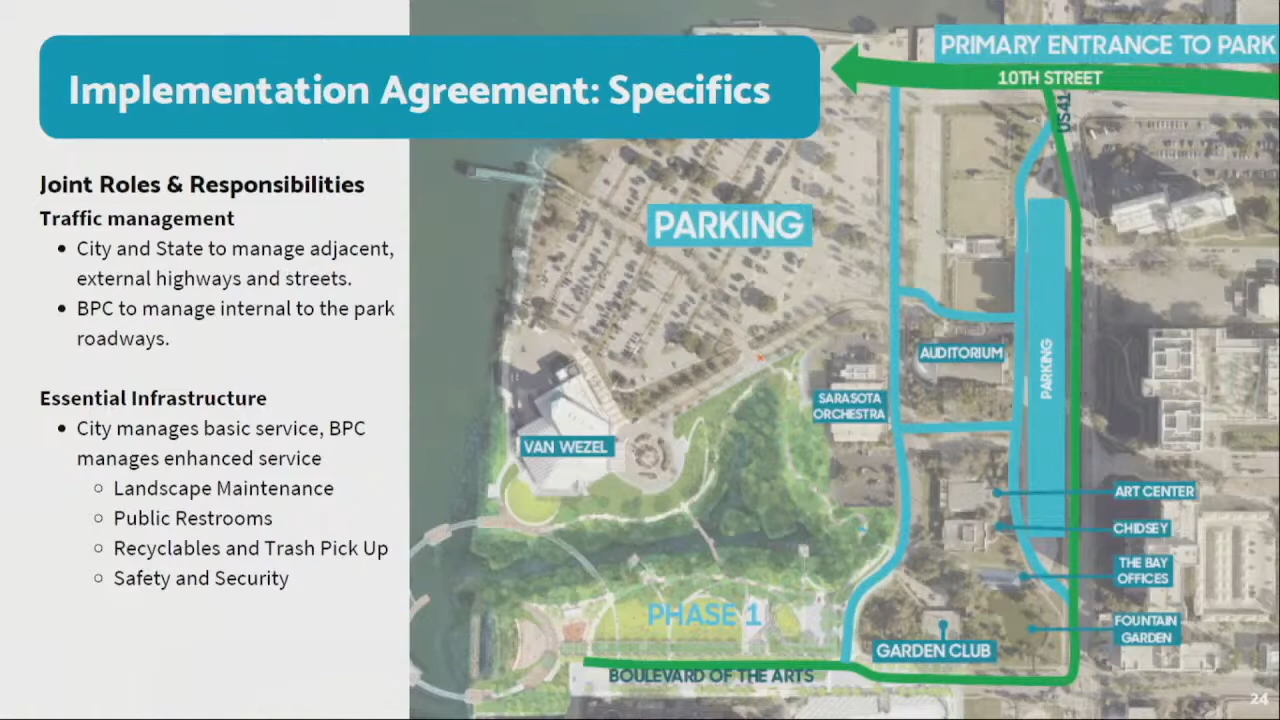 Implementation Agreement: Specifics
Joint Roles & Responsibilities
Traffic management
• City and State to manage adjacent,
external highways and streets.
• BPC to manage internal to the park
roadways.
Essential Infrastructure
• City manages basic service, BPC
manages enhanced service
○ Landscape Maintenance
○ Public Restrooms
○ Recyclables and Trash Pick Up
○ Safety and Security
PRIMARY ENTRANCE TO PARK
10TH STREET
US41
PARKING
PARKING
AUDITORIUM
SARASOTA
ORCHESTRA
VAN WEZEL
ART CENTER
CHIDSEY
THE BAY
OFFICES
PHASE 1
FOUNTAIN
GARDEN
GARDEN CLUB
BOULEVARD OF THE ARTS
24